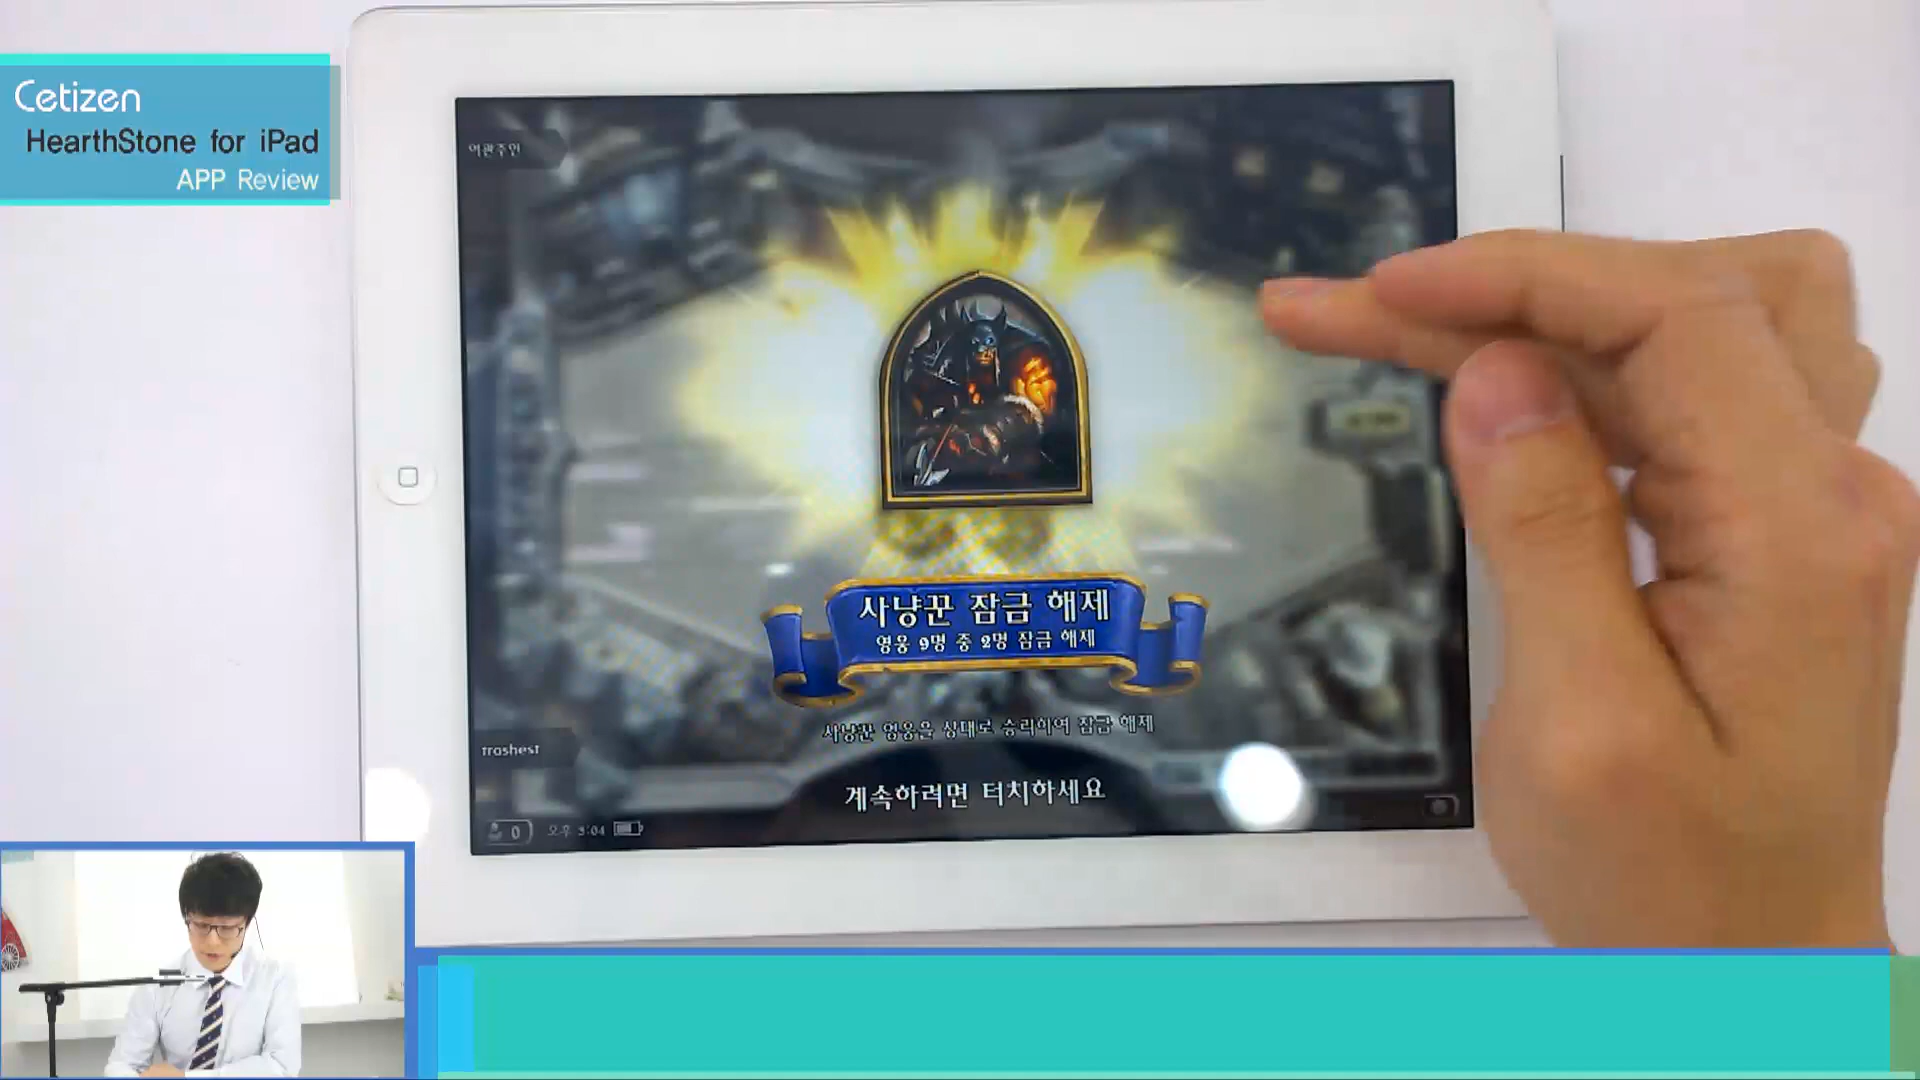 Cetizen
HearthStone for iPad
APP Review
여관주인
사냥꾼 잠금 해제
영웅 9명 중 2명 잠금 해제
사냥꾼 영웅을 상대로 승리하여 잠금 해제
trashest
계속하려면 터치하세요
0 오후 3:04